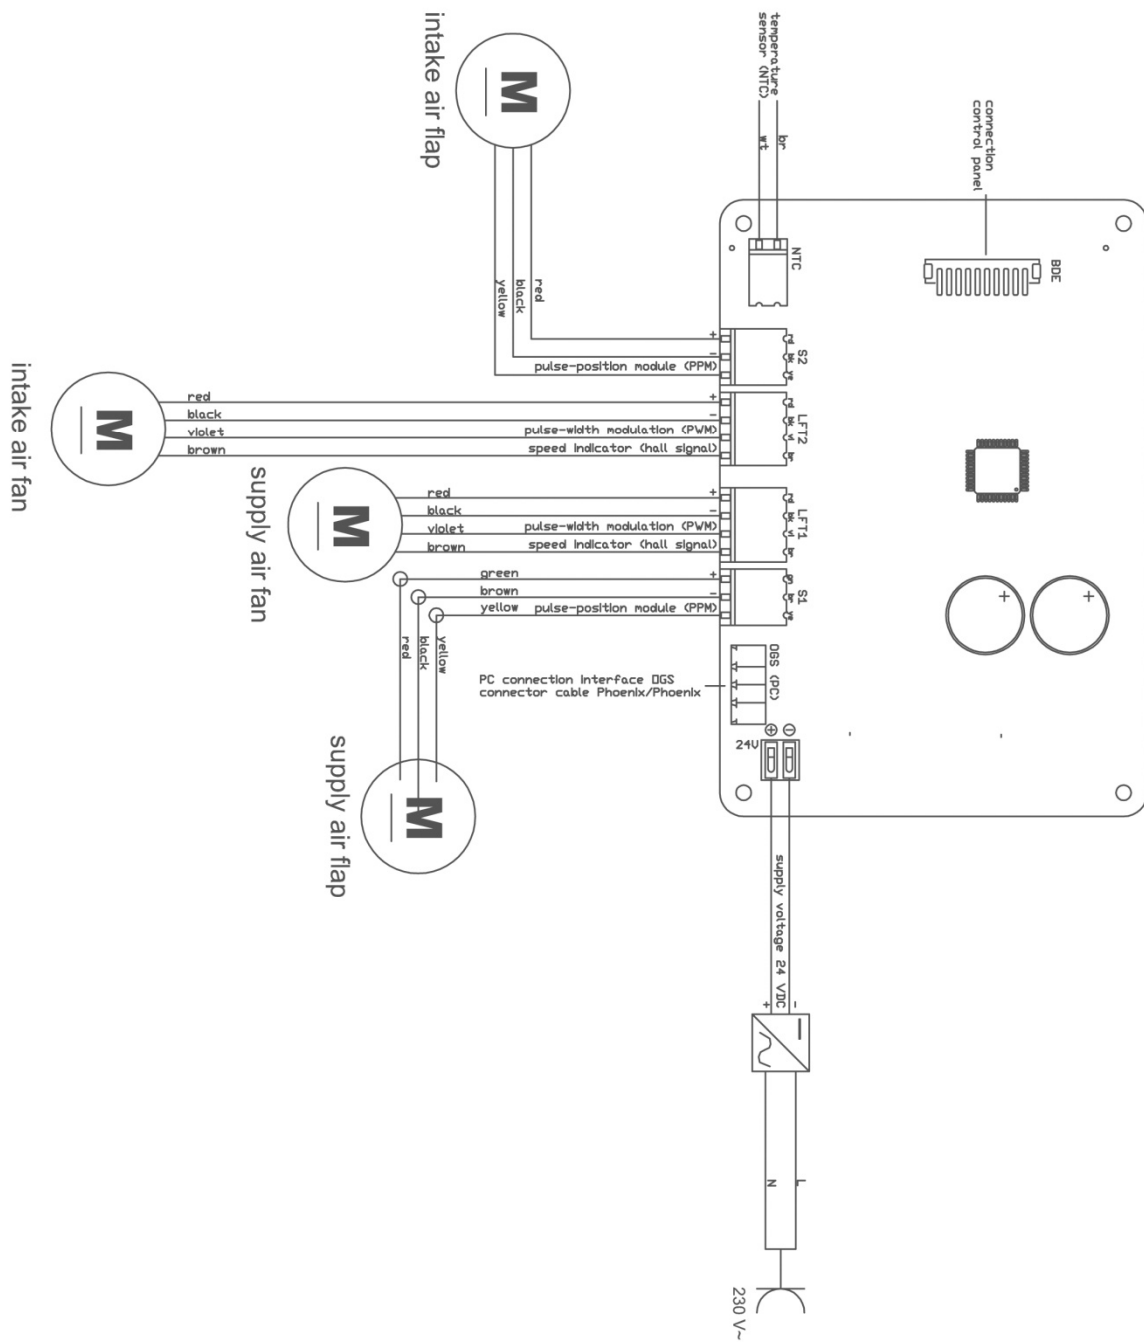 temperature
sensor (NTC)
br
wt
connection
control panel
intake air flap
M
NTC
BDE
red
black
yellow
+
-
pulse-position module (PPM)
rd
bk
ye
S2
intake air fan
M
red
black
violet
brown
+
-
pulse-width modulation (PWM)
speed indicator (hall signal)
rd
bk
vi
br
LFT2
supply air fan
M
red
black
violet
brown
+
-
pulse-width modulation (PWM)
speed indicator (hall signal)
rd
bk
vi
br
LFT1
green
brown
yellow
+
-
pulse-position module (PPM)
S1
+
+
red
black
yellow
PC connection interface DGS
connector cable Phoenix/Phoenix
DGS (PC)
24V
+
-
supply air flap
M
supply voltage 24 VDC
+
-
N
L
230 V~